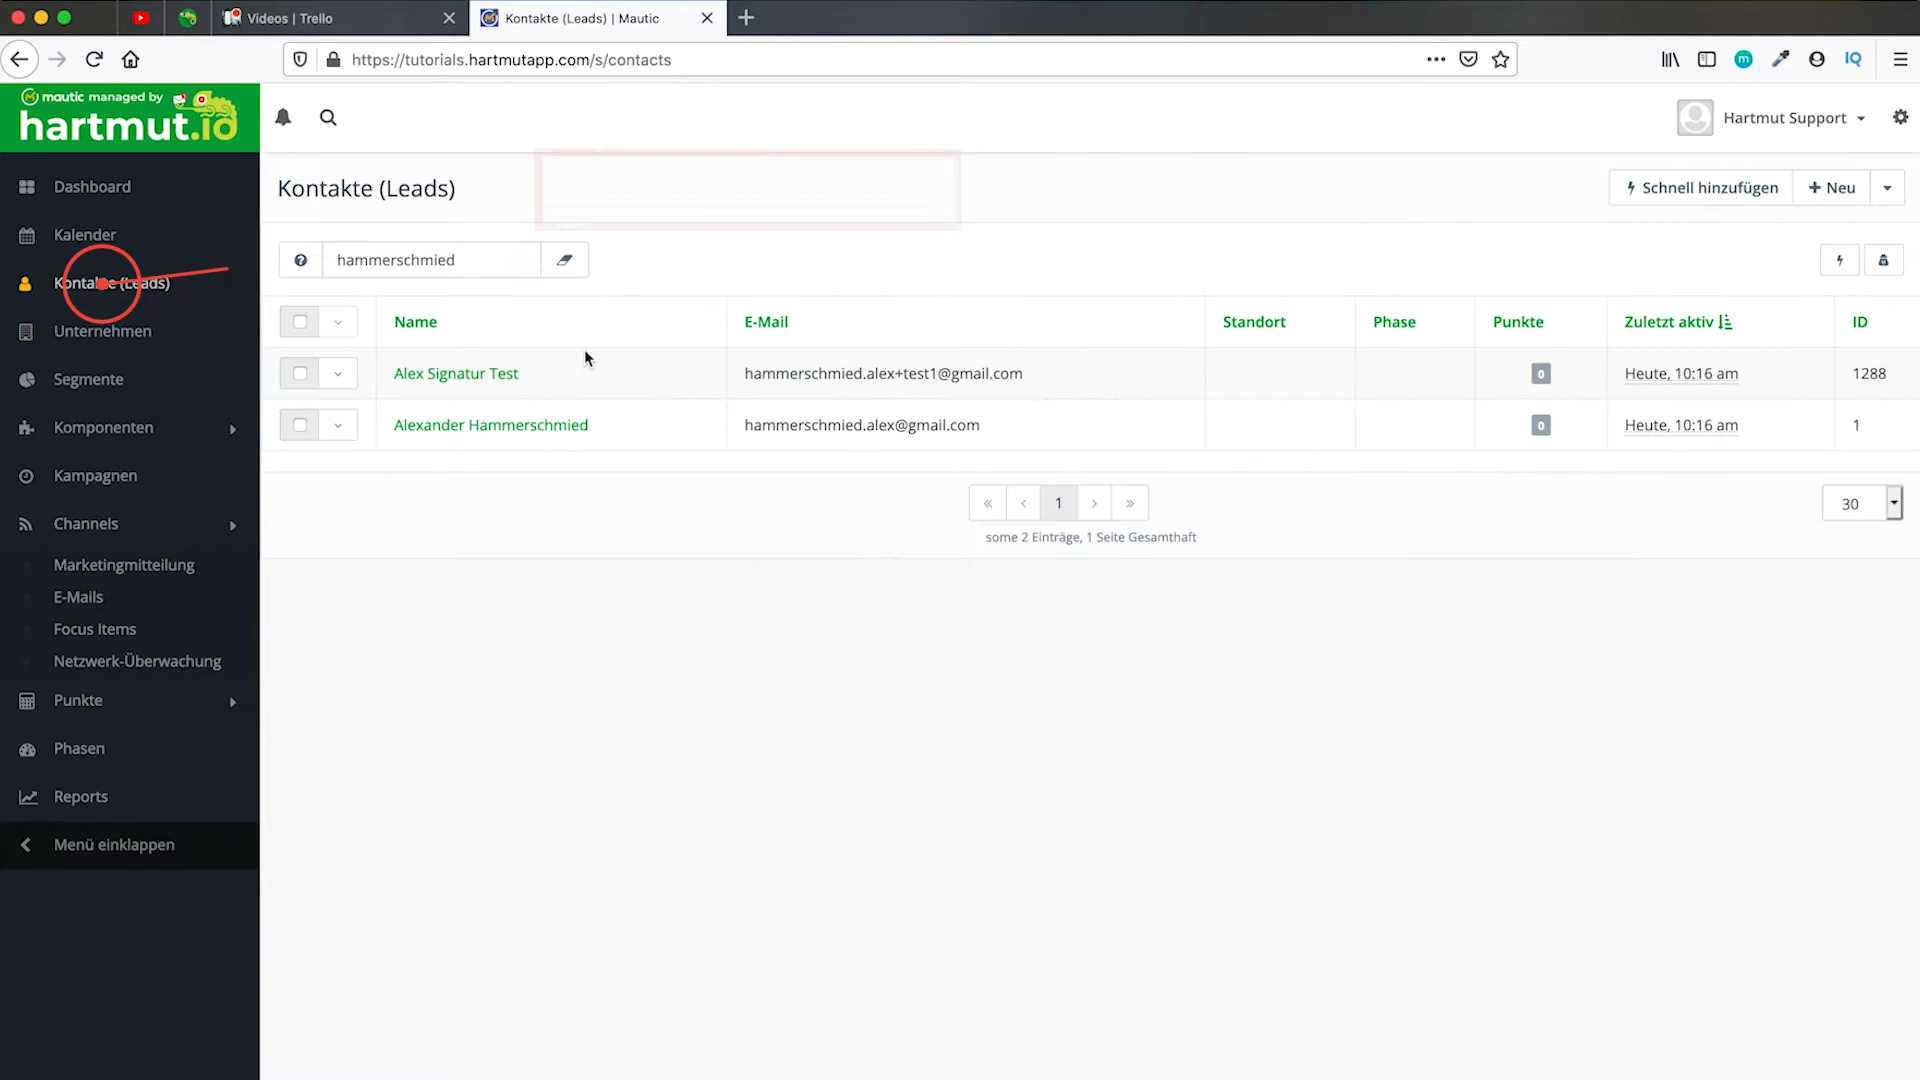 Videos | Trello
Kontakte (Leads) | Mautic
https://tutorials.hartmutapp.com/s/contacts
IQ
mautic managed by
hartmut.io
Hartmut Support
Dashboard
Kalender
Kontakte (Leads)
Unternehmen
Segmente
Komponenten
Kampagnen
Channels
Marketingmitteilung
E-Mails
Focus Items
Netzwerk-Überwachung
Punkte
Phasen
Reports
Menü einklappen
Kontakte (Leads)
Schnell hinzufügen
+ Neu
hammerschmied
Name E-Mail Standort Phase Punkte Zuletzt aktiv ID
Alex Signatur Test hammerschmied.alex+test1@gmail.com 0 Heute, 10:16 am 1288
Alexander Hammerschmied hammerschmied.alex@gmail.com 0 Heute, 10:16 am 1
« ‹ 1 › »
30
some 2 Einträge, 1 Seite Gesamthaft